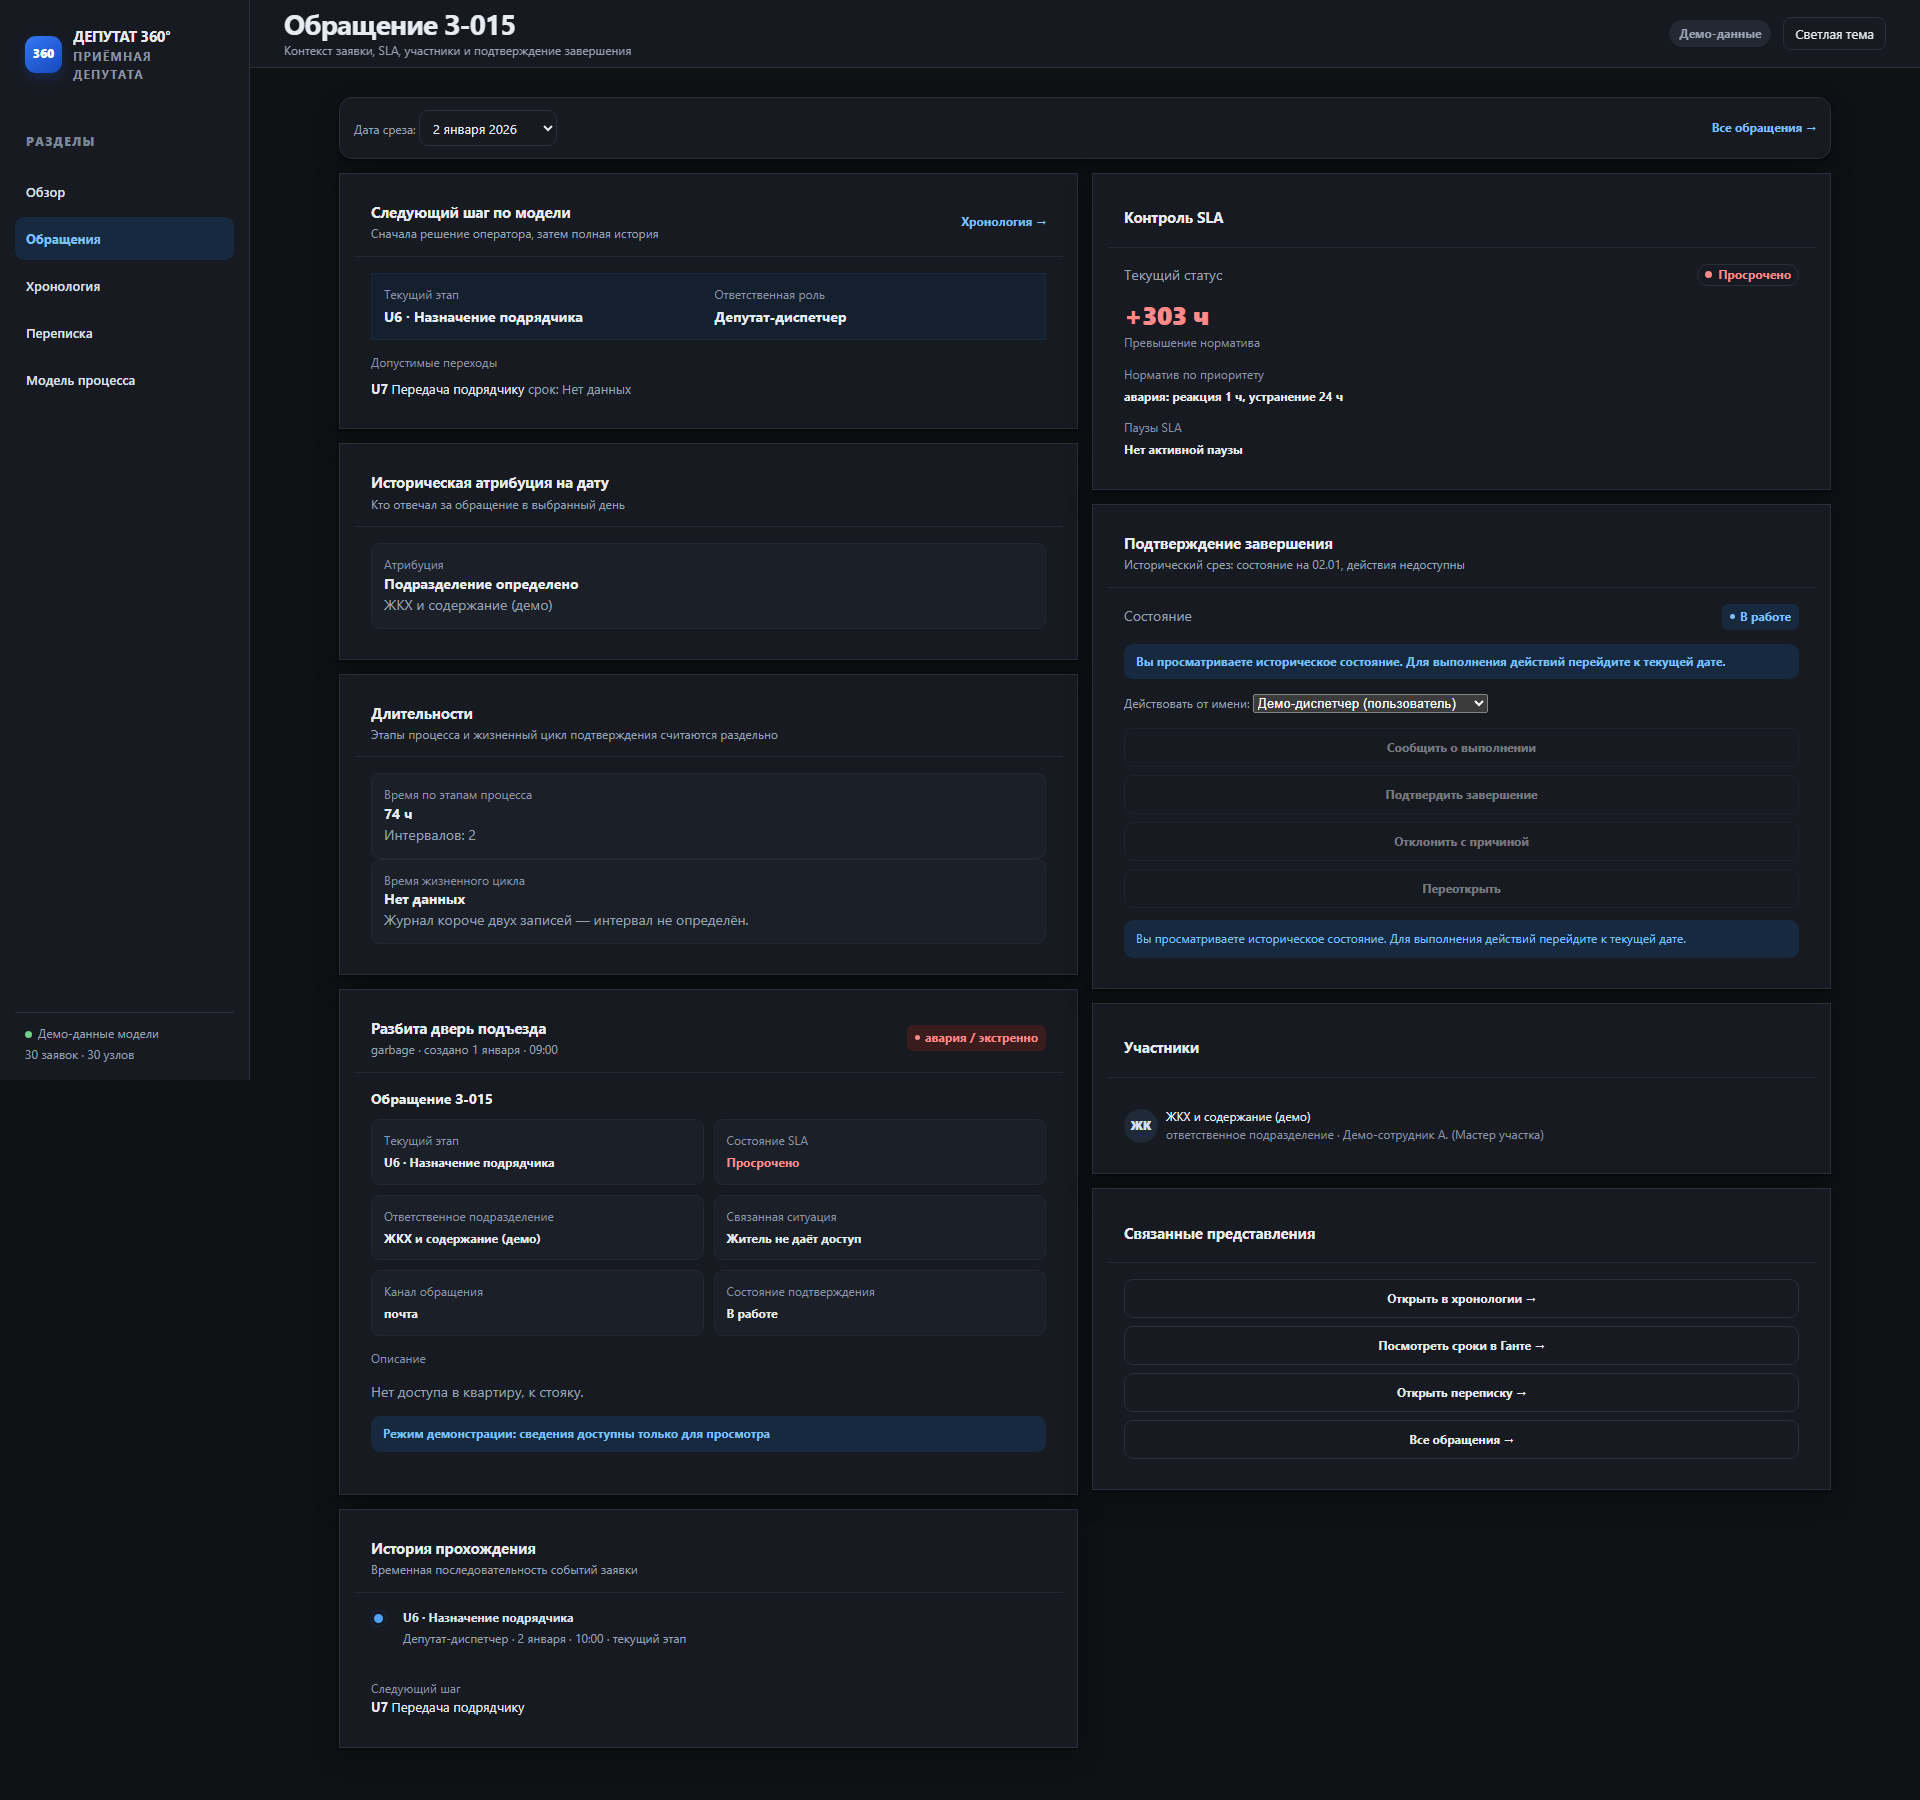 360
ДЕПУТАТ 360°
ПРИЁМНАЯ
ДЕПУТАТА
РАЗДЕЛЫ
Обзор
Обращения
Хронология
Переписка
Модель процесса
Демо-данные модели
30 заявок · 30 узлов
Обращение З-015
Контекст заявки, SLA, участники и подтверждение завершения
Демо-данные
Светлая тема
Дата среза: 2 января 2026
Все обращения →
Следующий шаг по модели
Сначала решение оператора, затем полная история
Хронология →
Текущий этап
U6 · Назначение подрядчика
Ответственная роль
Депутат-диспетчер
Допустимые переходы
U7 Передача подрядчику срок: Нет данных
Историческая атрибуция на дату
Кто отвечал за обращение в выбранный день
Атрибуция
Подразделение определено
ЖКХ и содержание (демо)
Длительности
Этапы процесса и жизненный цикл подтверждения считаются раздельно
Время по этапам процесса
74 ч
Интервалов: 2
Время жизненного цикла
Нет данных
Журнал короче двух записей — интервал не определён.
Разбита дверь подъезда
garbage · создано 1 января · 09:00
авария / экстренно
Обращение З-015
Текущий этап
U6 · Назначение подрядчика
Состояние SLA
Просрочено
Ответственное подразделение
ЖКХ и содержание (демо)
Связанная ситуация
Житель не даёт доступ
Канал обращения
почта
Состояние подтверждения
В работе
Описание
Нет доступа в квартиру, к стояку.
Режим демонстрации: сведения доступны только для просмотра
История прохождения
Временная последовательность событий заявки
U6 · Назначение подрядчика
Депутат-диспетчер · 2 января · 10:00 · текущий этап
Следующий шаг
U7 Передача подрядчику
Контроль SLA
Текущий статус
Просрочено
+303 ч
Превышение норматива
Норматив по приоритету
авария: реакция 1 ч, устранение 24 ч
Паузы SLA
Нет активной паузы
Подтверждение завершения
Исторический срез: состояние на 02.01, действия недоступны
Состояние
В работе
Вы просматриваете историческое состояние. Для выполнения действий перейдите к текущей дате.
Действовать от имени: Демо-диспетчер (пользователь)
Сообщить о выполнении
Подтвердить завершение
Отклонить с причиной
Переоткрыть
Вы просматриваете историческое состояние. Для выполнения действий перейдите к текущей дате.
Участники
ЖК
ЖКХ и содержание (демо)
ответственное подразделение · Демо-сотрудник А. (Мастер участка)
Связанные представления
Открыть в хронологии →
Посмотреть сроки в Ганте →
Открыть переписку →
Все обращения →